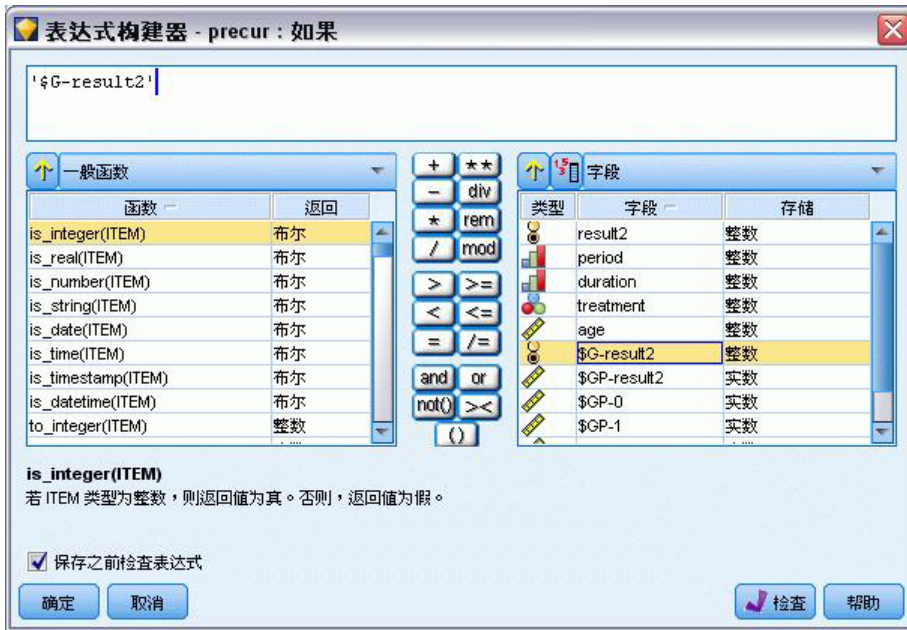 表达式构建器 - precur : 如果
'$G-result2'
一般函数
函数 返回
is_integer(ITEM) 布尔
is_real(ITEM) 布尔
is_number(ITEM) 布尔
is_string(ITEM) 布尔
is_date(ITEM) 布尔
is_time(ITEM) 布尔
is_timestamp(ITEM) 布尔
is_datetime(ITEM) 布尔
to_integer(ITEM) 整数
+ **
- div
* rem
/ mod
> >=
< <=
= /=
and or
not() ><
( )
字段
类型 字段 存储
result2 整数
period 整数
duration 整数
treatment 整数
age 整数
$G-result2 整数
$GP-result2 实数
$GP-0 实数
$GP-1 实数
is_integer(ITEM)
若 ITEM 类型为整数，则返回值为真。否则，返回值为假。
保存之前检查表达式
确定 取消 检查 帮助